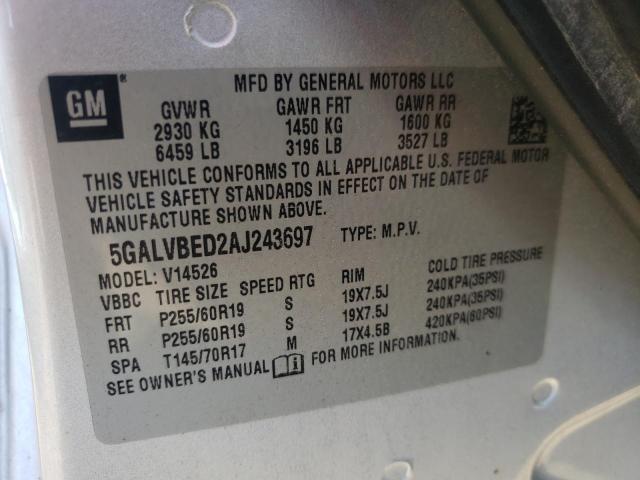 GM
®
MFD BY GENERAL MOTORS LLC
GVWR GAWR FRT GAWR RR
2930 KG 1450 KG 1600 KG
6459 LB 3196 LB 3527 LB
THIS VEHICLE CONFORMS TO ALL APPLICABLE U.S. FEDERAL MOTOR
VEHICLE SAFETY STANDARDS IN EFFECT ON THE DATE OF
MANUFACTURE SHOWN ABOVE.
5GALVBED2AJ243697 TYPE: M.P.V.
MODEL: V14526
VBBC TIRE SIZE SPEED RTG RIM COLD TIRE PRESSURE
FRT P255/60R19 S 19X7.5J 240KPA(35PSI)
RR P255/60R19 S 19X7.5J 240KPA(35PSI)
SPA T145/70R17 M 17X4.5B 420KPA(60PSI)
SEE OWNER'S MANUAL i FOR MORE INFORMATION.